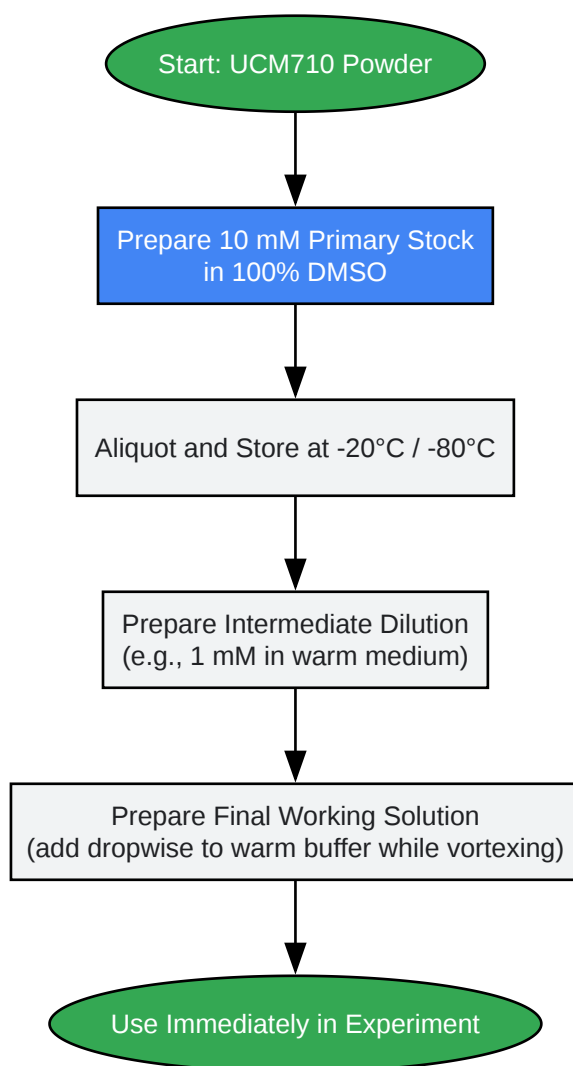 Start: UCM710 Powder
Prepare 10 mM Primary Stock
in 100% DMSO
Aliquot and Store at -20°C / -80°C
Prepare Intermediate Dilution
(e.g., 1 mM in warm medium)
Prepare Final Working Solution
(add dropwise to warm buffer while vortexing)
Use Immediately in Experiment